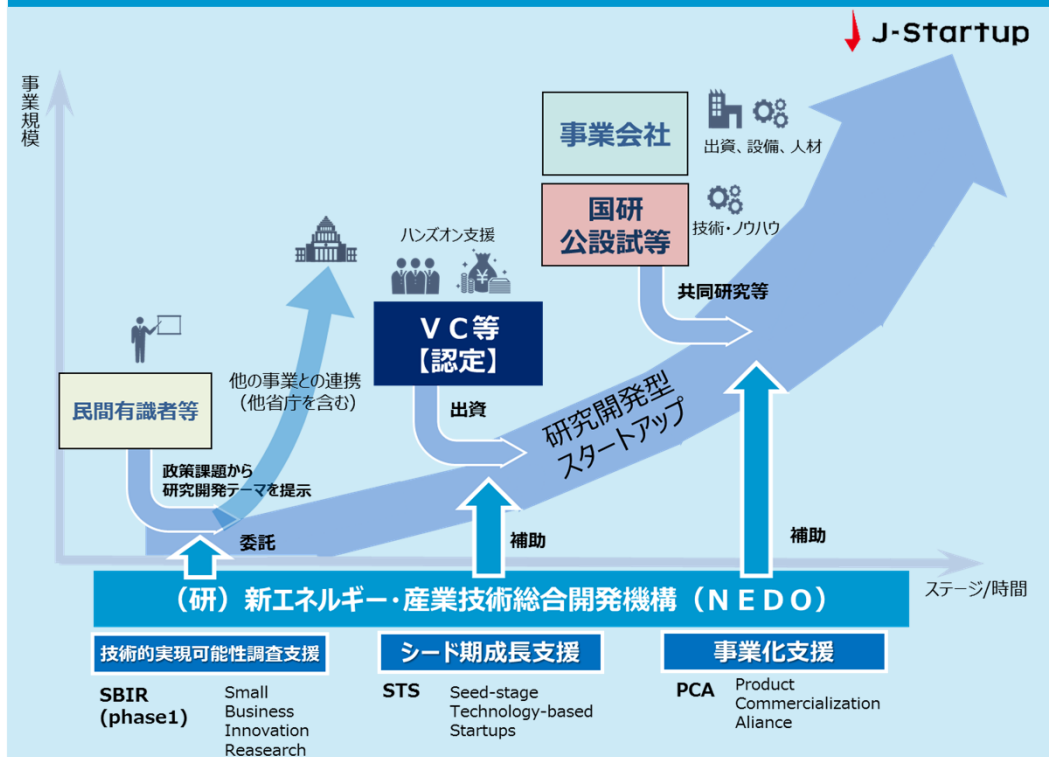 J-Startup
事業規模
事業会社
出資、設備、人材
国研
公設試等
技術・ノウハウ
共同研究等
ハンズオン支援
VC等
【認定】
出資
他の事業との連携
(他省庁を含む)
民間有識者等
政策課題から
研究開発テーマを提示
研究開発型
スタートアップ
委託
補助
補助
ステージ/時間
(研)新エネルギー・産業技術総合開発機構(NEDO)
技術的実現可能性調査支援
SBIR
(phase1)
Small
Business
Innovation
Reasearch
シード期成長支援
STS
Seed-stage
Technology-based
Startups
事業化支援
PCA
Product
Commercialization
Aliance
¥